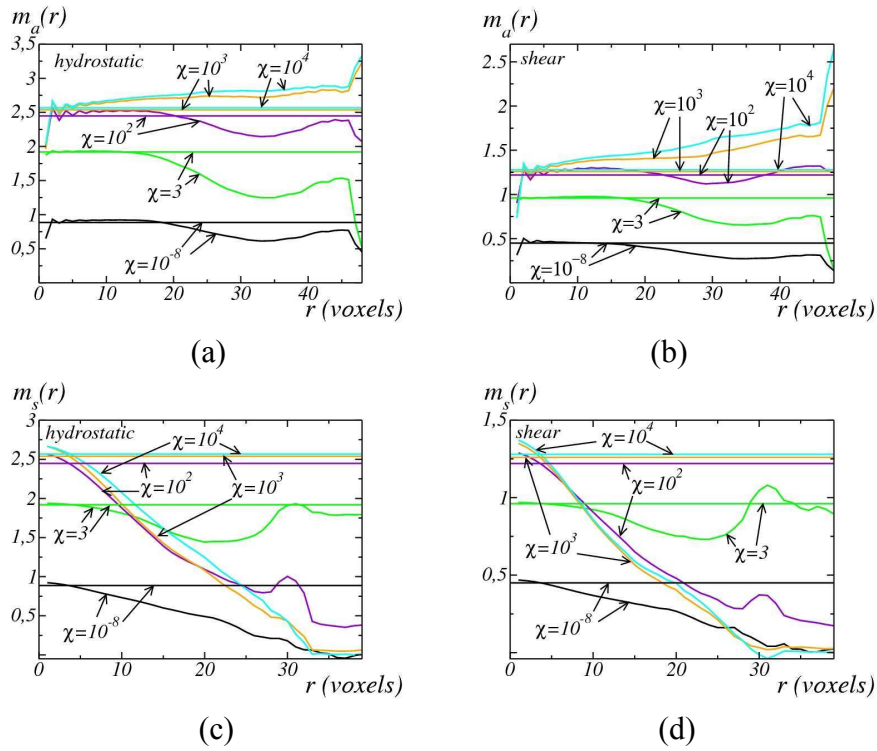 m_a(r)
3,5
hydrostatic
χ=10^3
χ=10^4
3
2,5
χ=10^2
2
1,5
χ=3
1
0,5
χ=10^-8
0
10
20
30
40
r (voxels)
(a)
m_a(r)
2.5
shear
χ=10^4
2
χ=10^3
χ=10^2
1.5
1
χ=3
0.5
χ=10^-8
0
10
20
30
40
r (voxels)
(b)
m_s(r)
3
hydrostatic
χ=10^4
2,5
χ=10^2
χ=10^3
2
χ=3
1,5
1
χ=10^-8
0,5
0
10
20
30
r (voxels)
(c)
m_s(r)
1,5
shear
χ=10^4
χ=10^2
1
χ=10^3
χ=3
0,5
χ=10^-8
0
10
20
30
r (voxels)
(d)